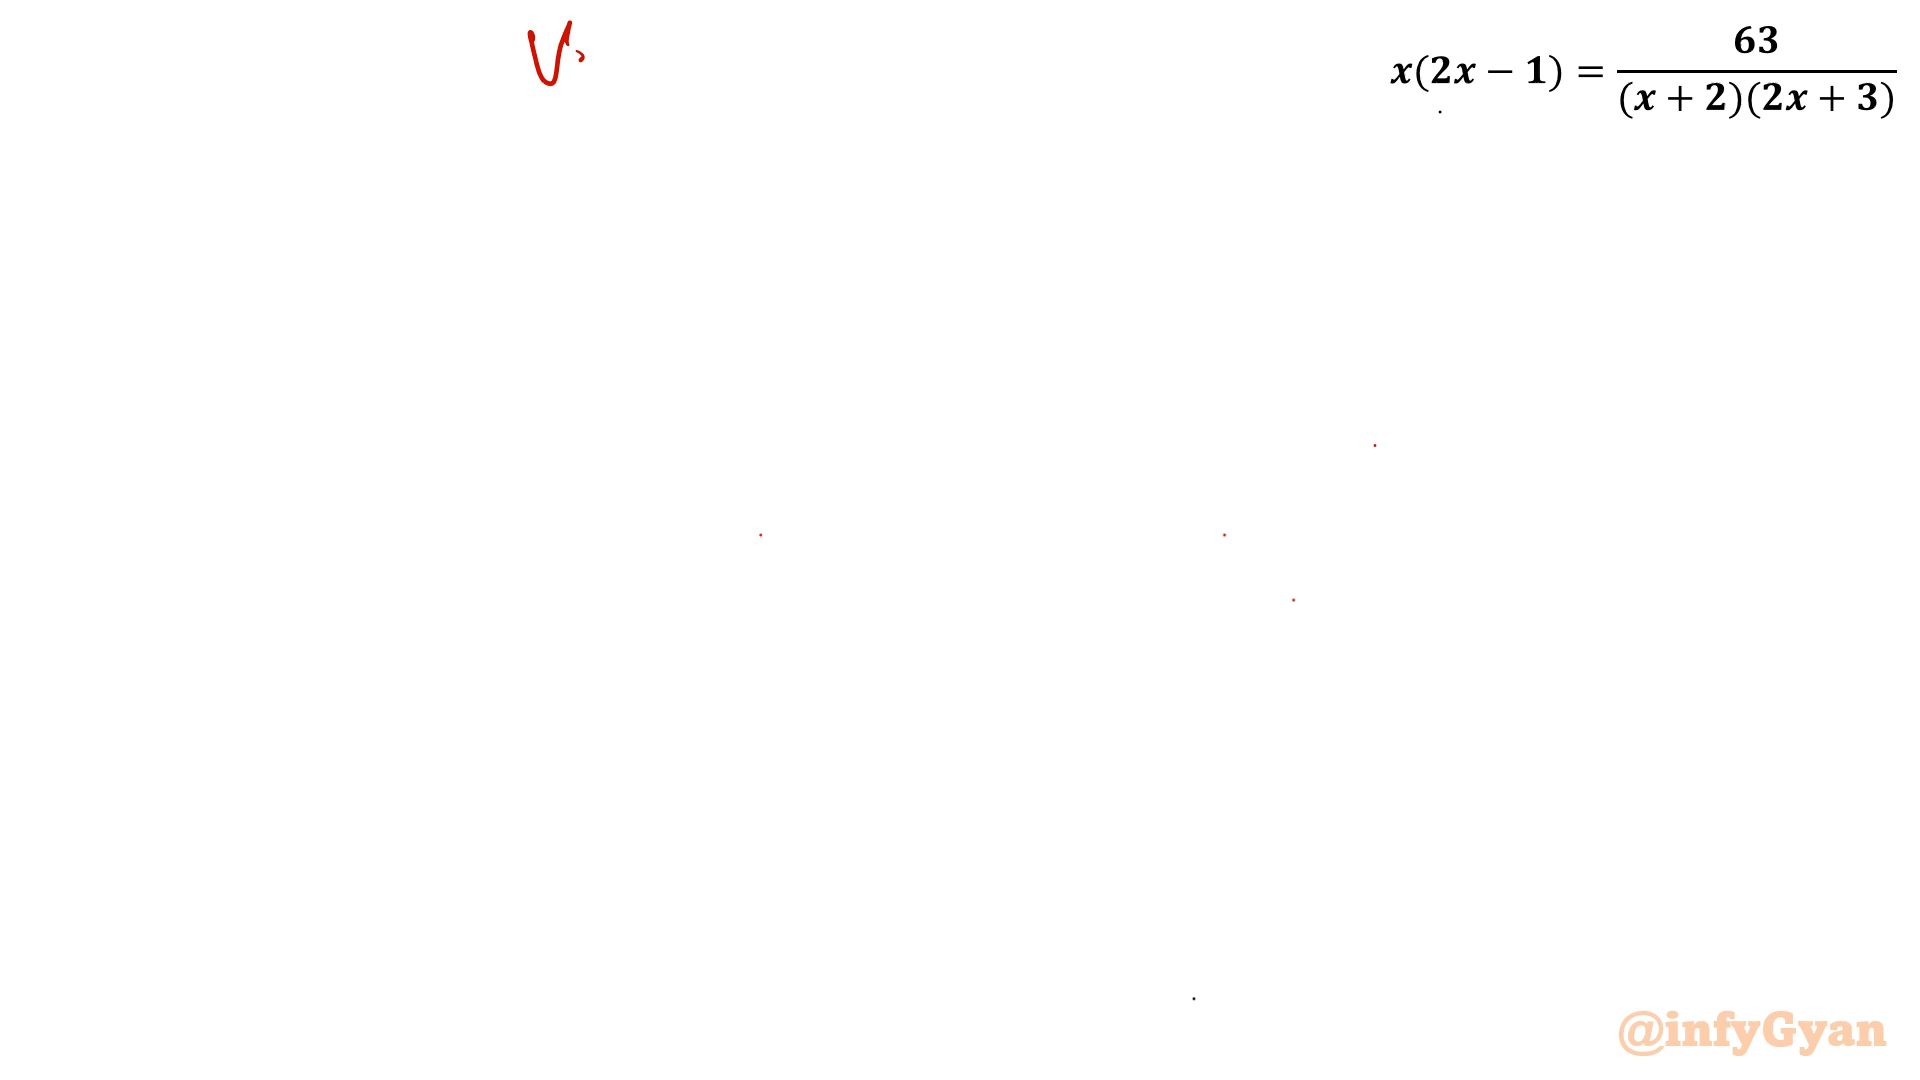 x(2x − 1) = 63 / (x + 2)(2x + 3)
@infyGyan